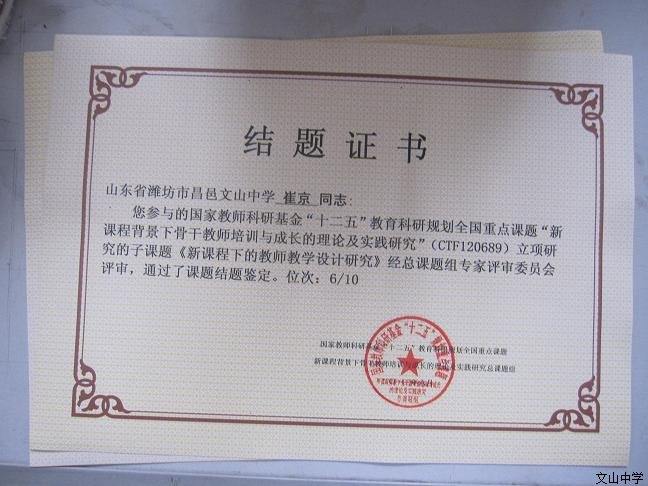 结题证书
山东省潍坊市昌邑文山中学 崔京 同志:
您参与的国家教师科研基金“十二五”教育科研规划全国重点课题“新
课程背景下骨干教师培训与成长的理论及实践研究”(CTF120689)立项研
究的子课题《新课程下的教师教学设计研究》经总课题组专家评审委员会
评审,通过了课题结题鉴定。位次:6/10
国家教师科研基金“十二五”教育科研规划全国重点课题
新课程背景下骨干教师培训与成长的理论及实践研究总课题组
文山中学